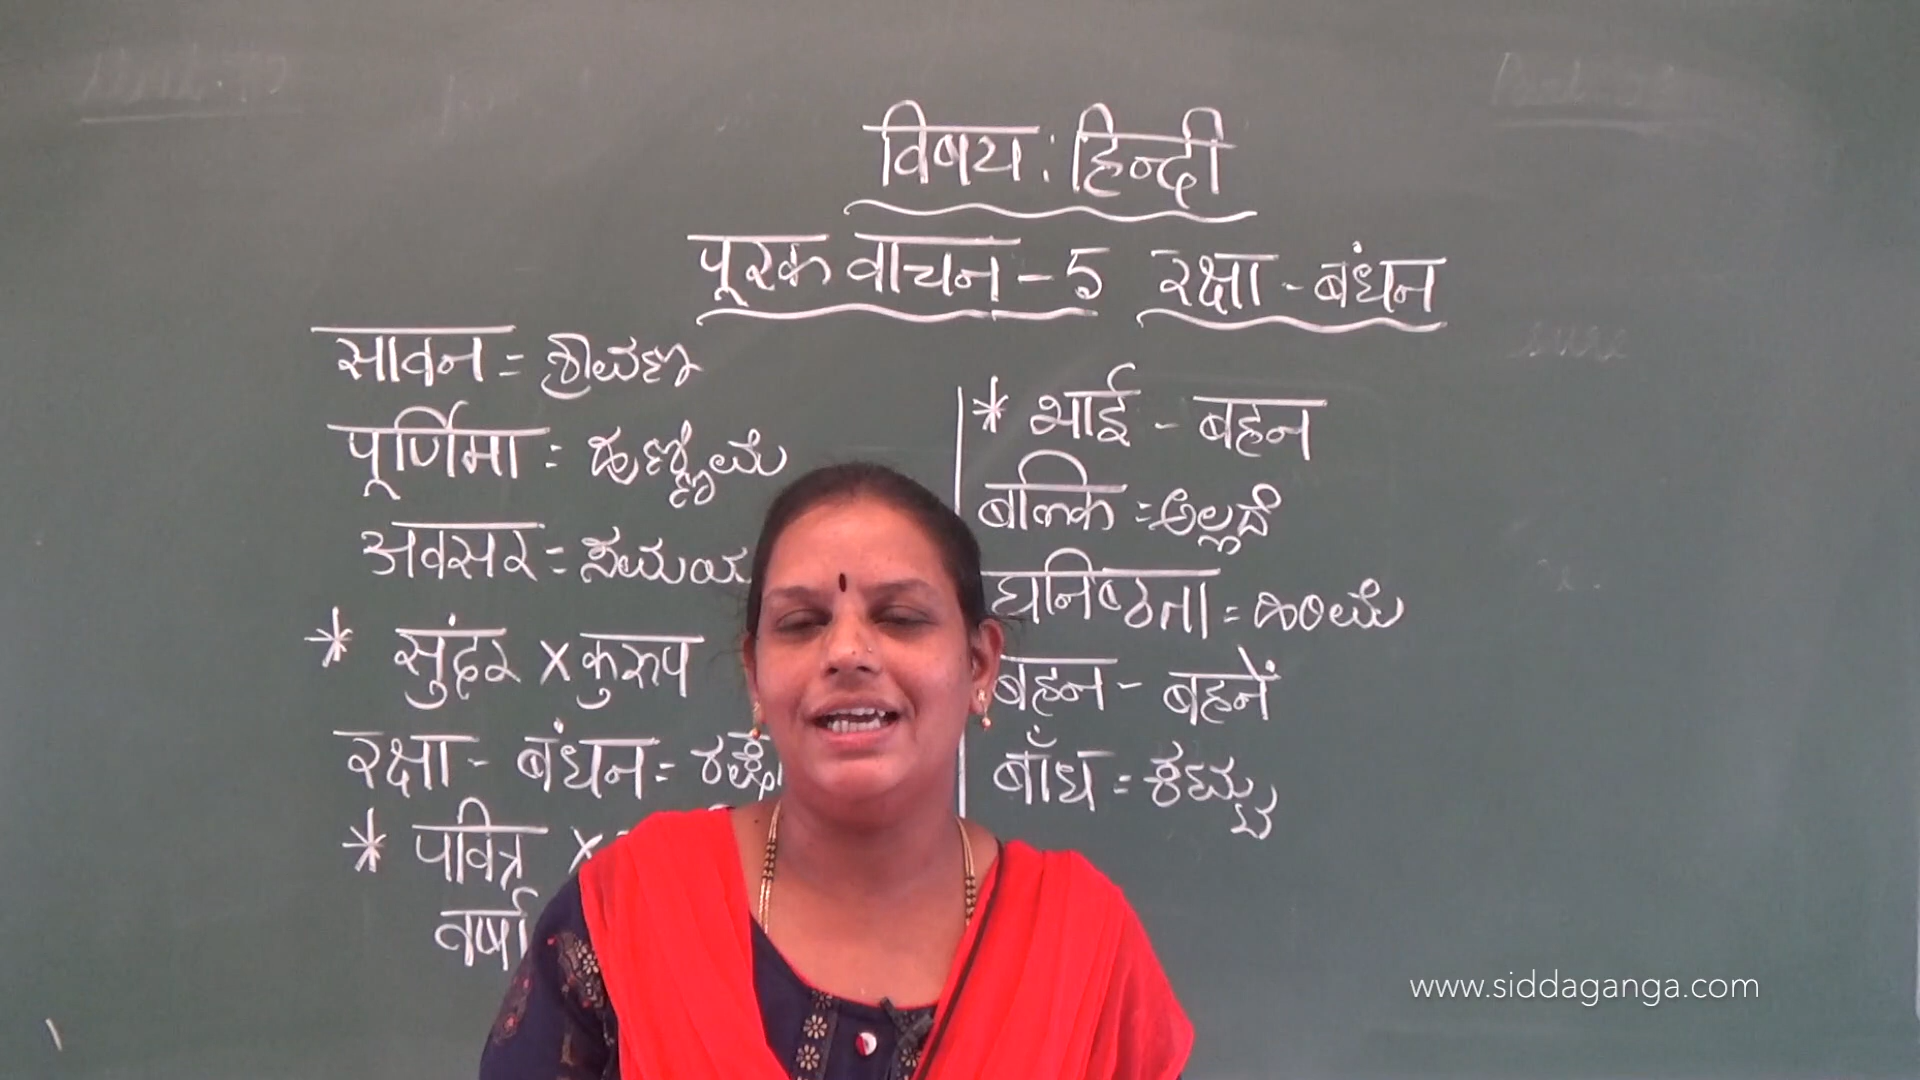 विषय : हिन्दी
पूरक वाचन - 5 रक्षा - बंधन
सावन = ಶ್ರಾವಣ
पूर्णिमा = ಹುಣ್ಣಿಮೆ
अवसर = ಸಮಯ
* सुंदर x कुरुप
रक्षा - बंधन =
* पवित्र x
वर्षा
* भाई - बहन
बल्कि = ಅಲ್ಲದೆ
घनिष्ठता = ಹಿರಿಮೆ
बहन - बहनें
बाँध =
www.siddaganga.com